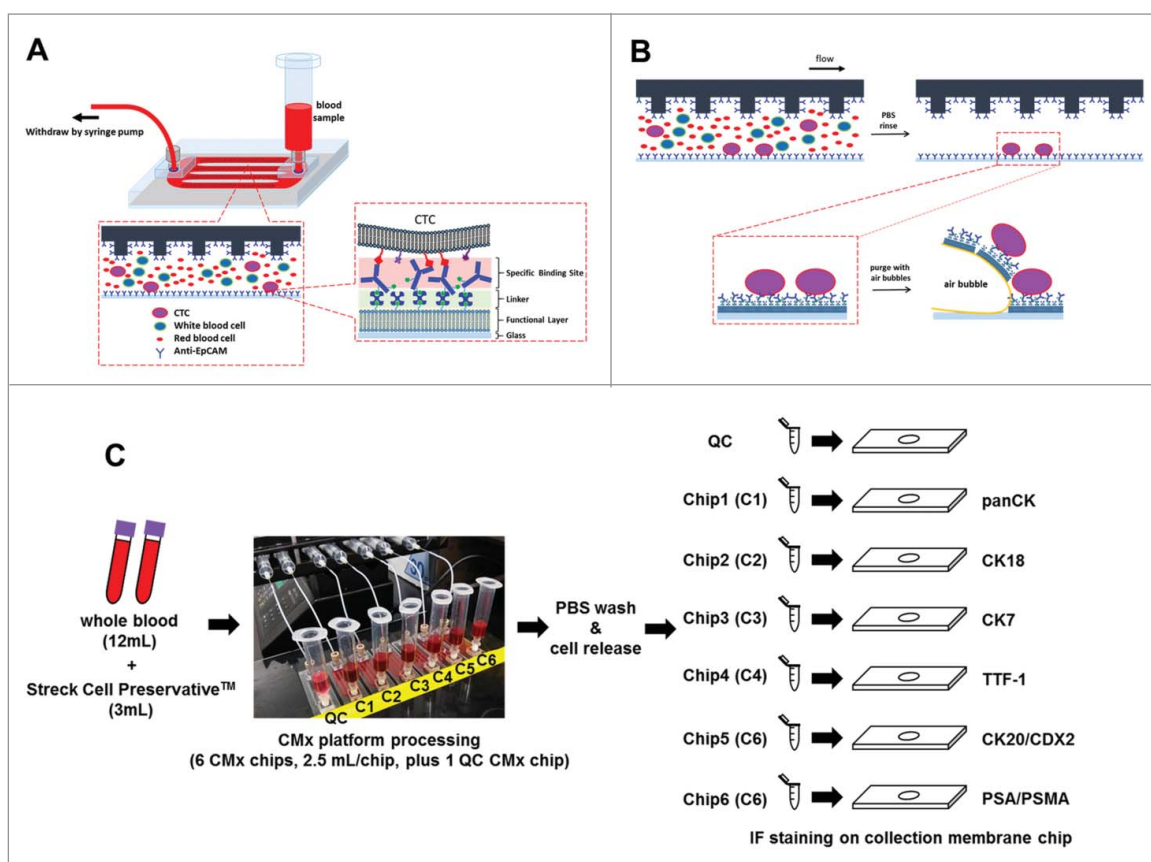 A
Withdraw by syringe pump
blood
sample
CTC
Specific Binding Site
Linker
Functional Layer
Glass
CTC
White blood cell
Red blood cell
Anti-EpCAM
B
flow
PBS
rinse
purge with
air bubbles
air bubble
C
whole blood
(12mL)
+
Streck Cell Preservative™
(3mL)
QC
C1
C2
C3
C4
C5
C6
CMx platform processing
(6 CMx chips, 2.5 mL/chip, plus 1 QC CMx chip)
PBS wash
&
cell release
QC
Chip1 (C1)
panCK
Chip2 (C2)
CK18
Chip3 (C3)
CK7
Chip4 (C4)
TTF-1
Chip5 (C6)
CK20/CDX2
Chip6 (C6)
PSA/PSMA
IF staining on collection membrane chip